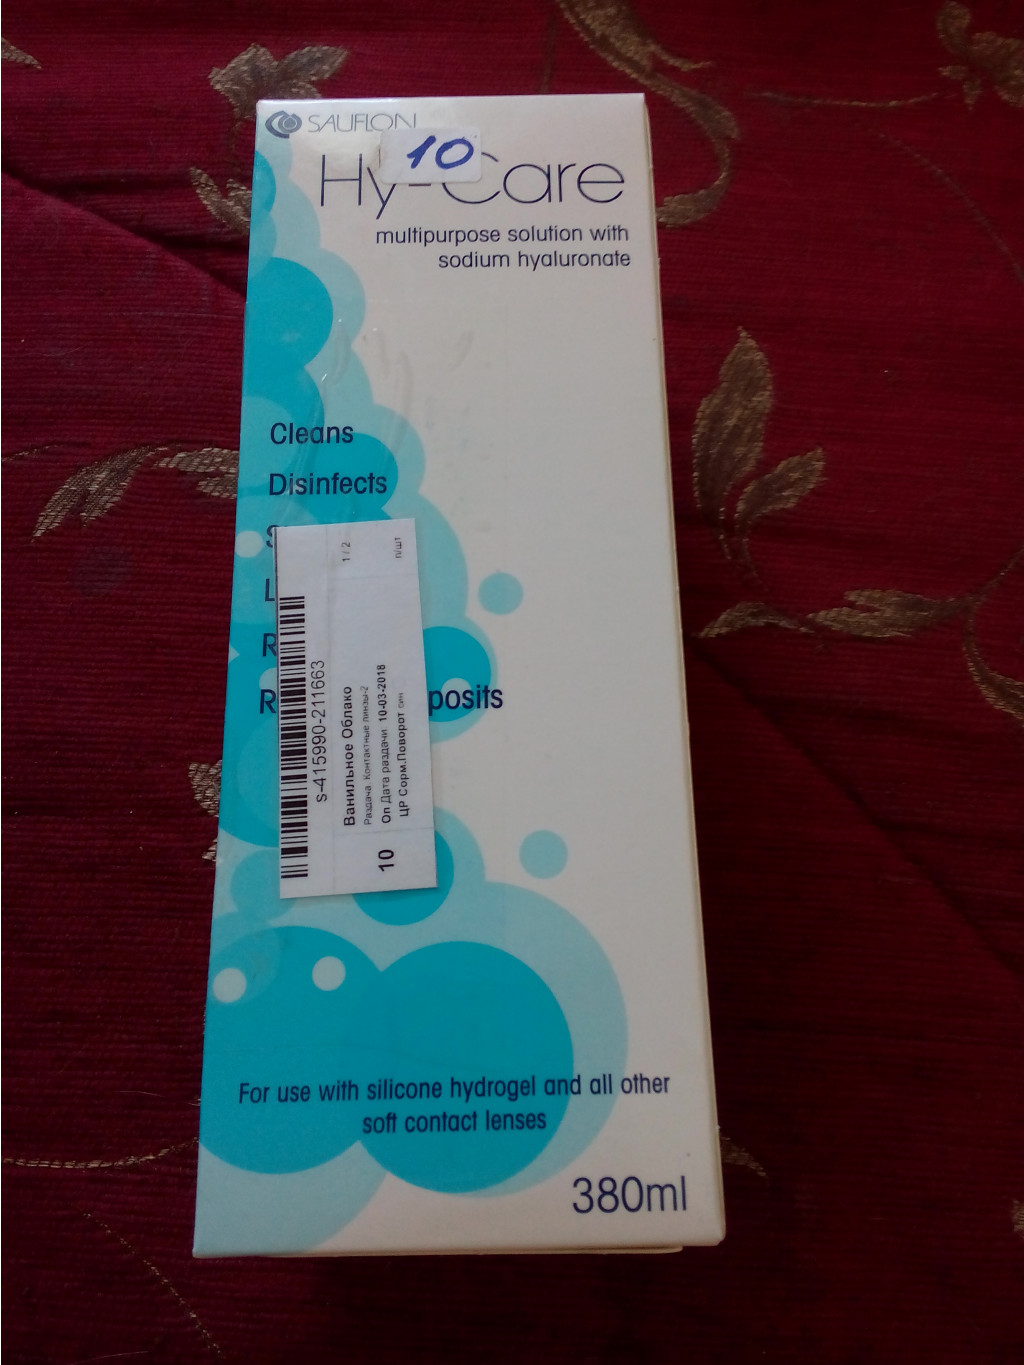 SAUFLON
10
Hy-Care
multipurpose solution with
sodium hyaluronate
Cleans
Disinfects
S
L
R
R posits
s-415990-211663
1 / 2
Ванильное Облако
Раздача. Контактные линзы-2
п/шт
10 Оп Дата раздачи 10-03-2018
ЦР Сорм.Поворот син
For use with silicone hydrogel and all other
soft contact lenses
380ml